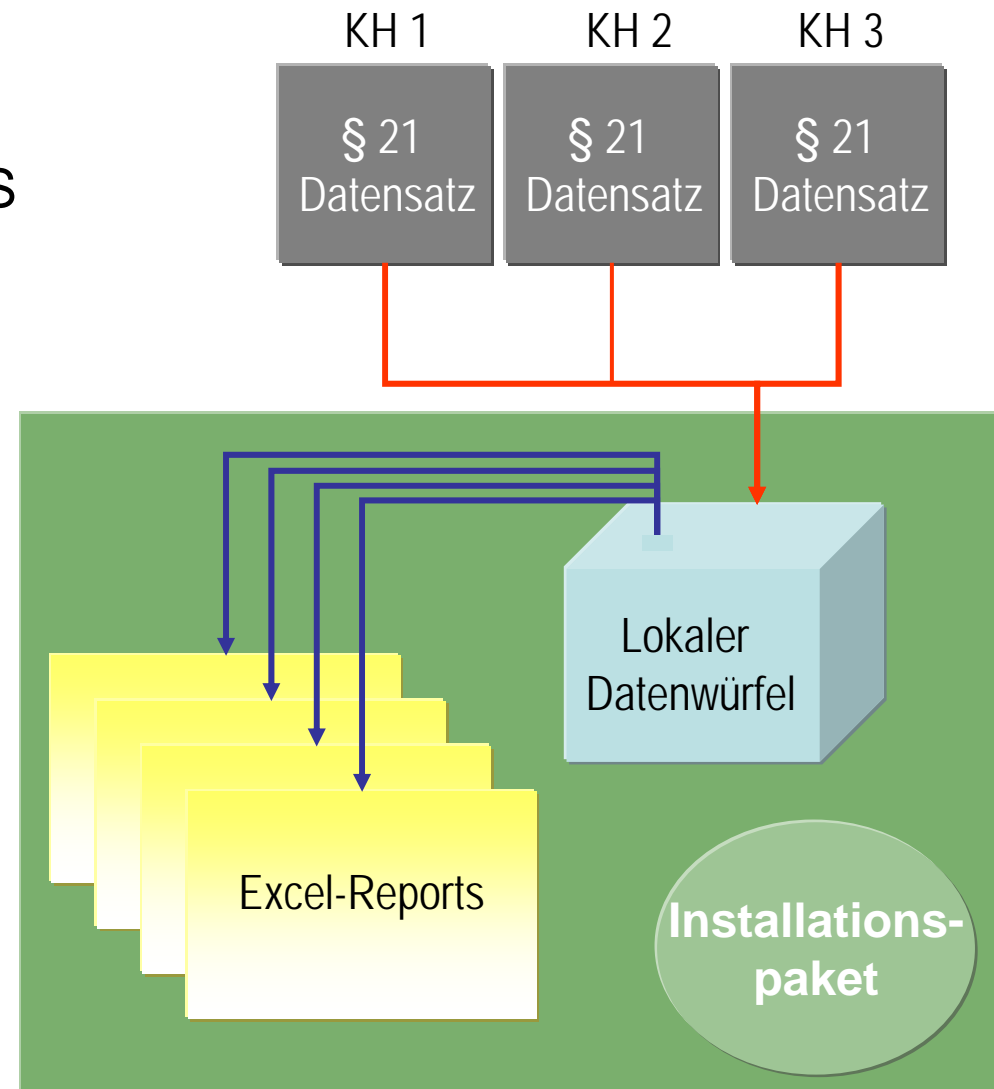 KH 1 KH 2 KH 3
§ 21 § 21 § 21
Datensatz Datensatz Datensatz
s
Lokaler
Datenwürfel
Excel-Reports
Installations-
paket